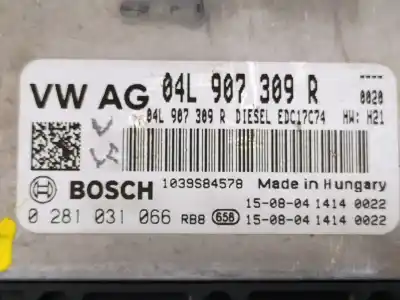 VW AG 04L 907 309 R ---- 0020
04L 907 309 R DIESEL EDC17C74 HW: H21
BOSCH 1039S84578 Made in Hungary
15-08-04 1414 0022
0 281 031 066 RB8 658 15-08-04 1414 0022